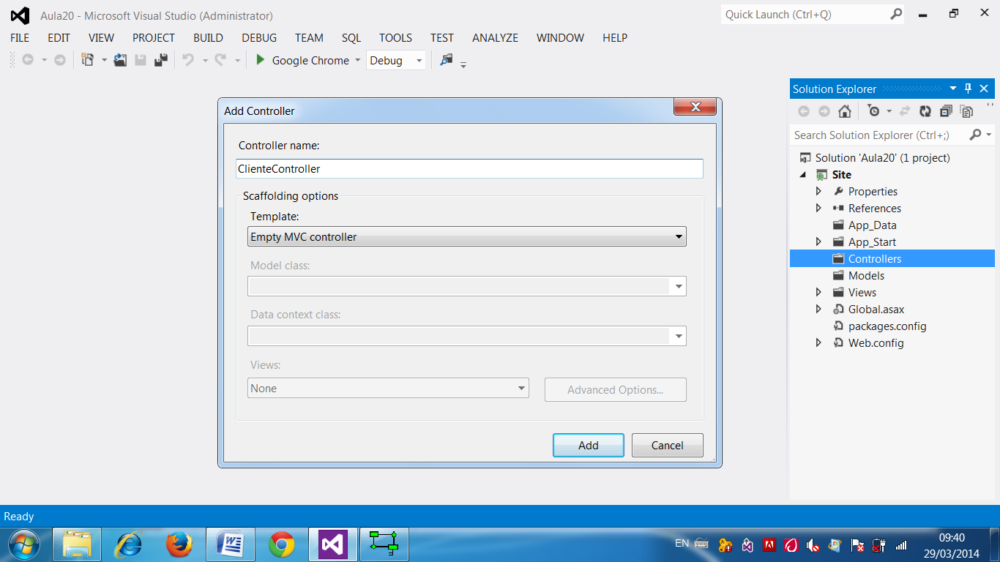 Aula20 - Microsoft Visual Studio (Administrator)
Quick Launch (Ctrl+Q)
FILE EDIT VIEW PROJECT BUILD DEBUG TEAM SQL TOOLS TEST ANALYZE WINDOW HELP
Google Chrome Debug
Add Controller
Controller name:
ClienteController
Scaffolding options
Template:
Empty MVC controller
Model class:
Data context class:
Views:
None
Advanced Options...
Add Cancel
Solution Explorer
Search Solution Explorer (Ctrl+;)
Solution 'Aula20' (1 project)
Site
Properties
References
App_Data
App_Start
Controllers
Models
Views
Global.asax
packages.config
Web.config
Ready
EN
09:40
29/03/2014